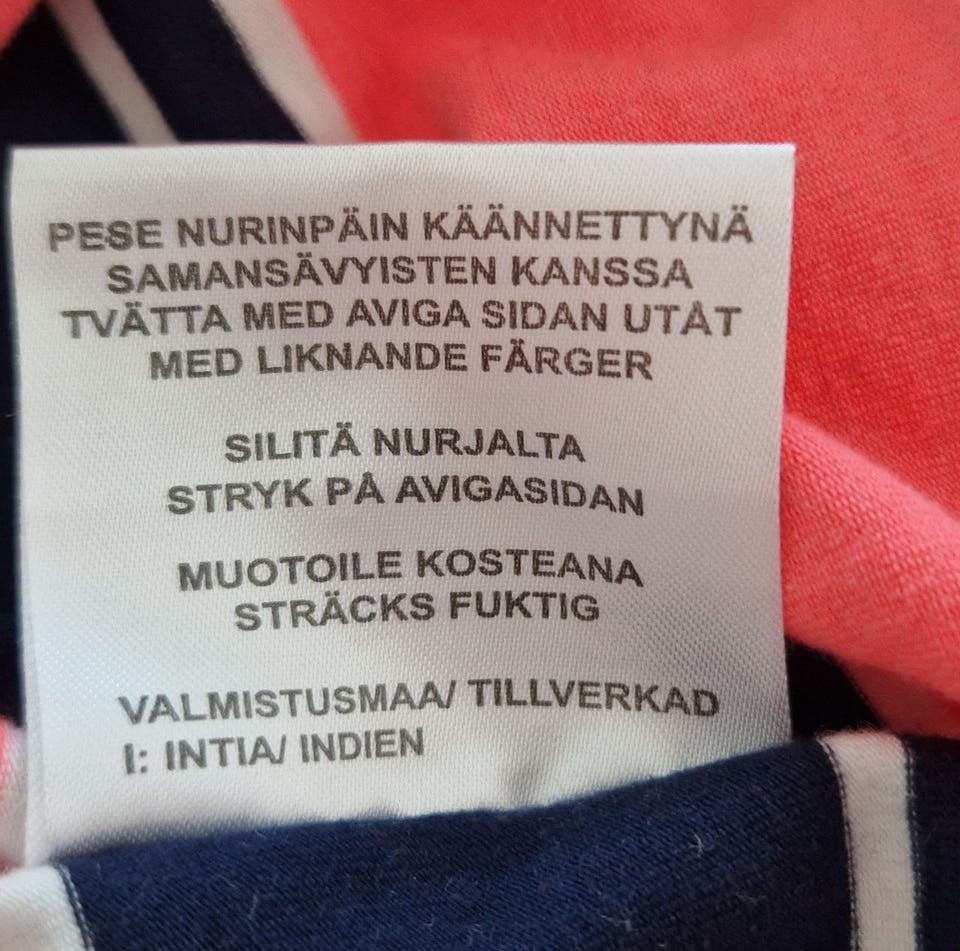 PESE NURINPÄIN KÄÄNNETTYNÄ
SAMANSÄVYISTEN KANSSA
TVÄTTA MED AVIGA SIDAN UTÅT
MED LIKNANDE FÄRGER
SILITÄ NURJALTA
STRYK PÅ AVIGASIDAN
MUOTOILE KOSTEANA
STRÄCKS FUKTIG
VALMISTUSMAA/ TILLVERKAD
I: INTIA/ INDIEN